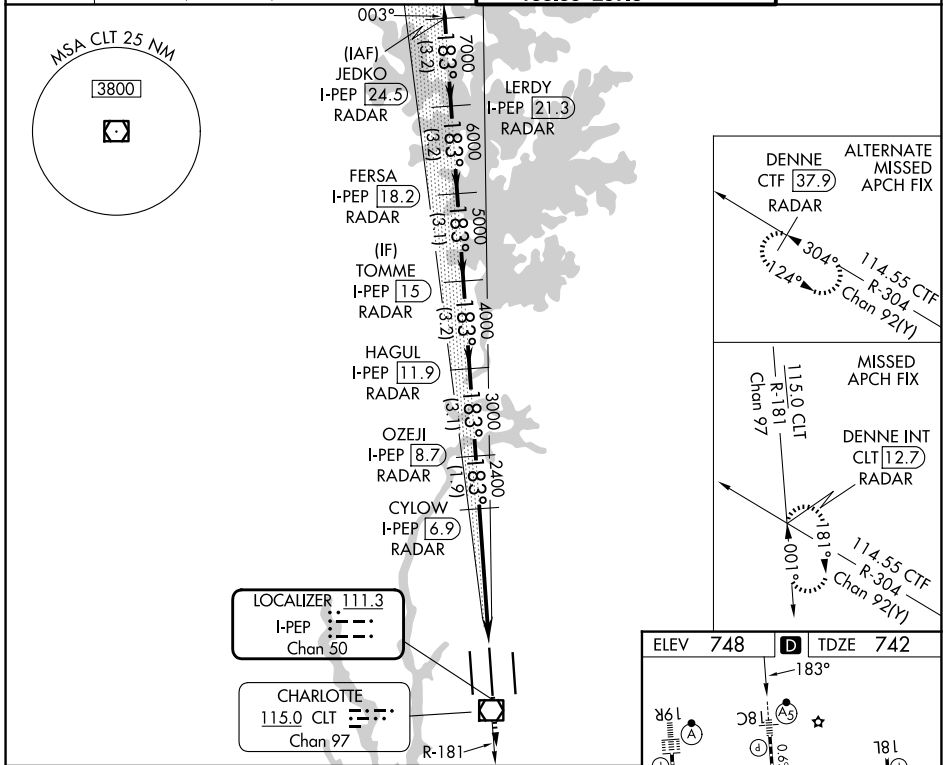 MSA CLT 25 NM
3800
003°
(IAF)
JEDKO
I-PEP 24.5
RADAR
7000
183°
(3.2)
LERDY
I-PEP 21.3
RADAR
6000
183°
(3.2)
FERSA
I-PEP 18.2
RADAR
5000
183°
(3.1)
(IF)
TOMME
I-PEP 15
RADAR
4000
183°
(3.2)
HAGUL
I-PEP 11.9
RADAR
3000
183°
(3.1)
OZEJI
I-PEP 8.7
RADAR
2400
183°
(1.9)
CYLOW
I-PEP 6.9
RADAR
LOCALIZER 111.3
I-PEP
Chan 50
CHARLOTTE
115.0 CLT
Chan 97
R-181
ALTERNATE
MISSED
APCH FIX
DENNE
CTF 37.9
RADAR
304°
124°
114.55 CTF
R-304
Chan 92(Y)
MISSED
APCH FIX
115.0 CLT
R-181
Chan 97
DENNE INT
CLT 12.7
RADAR
181°
001°
114.55 CTF
R-304
Chan 92(Y)
ELEV 748
D
TDZE 742
183°
19R
A
18C
A5
P
18L